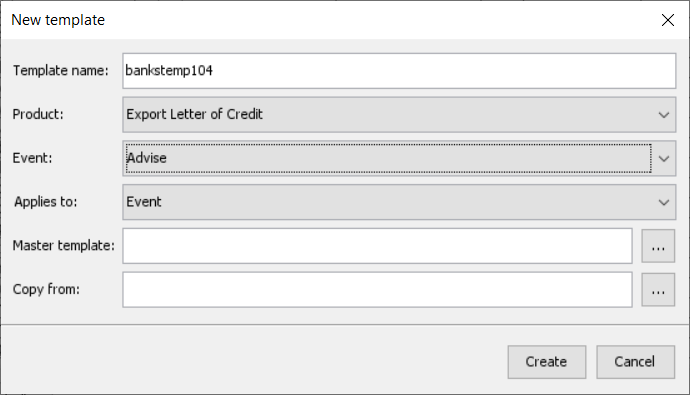 New template
Template name: bankstemp104
Product: Export Letter of Credit
Event: Advise
Applies to: Event
Master template: ...
Copy from: ...
Create Cancel